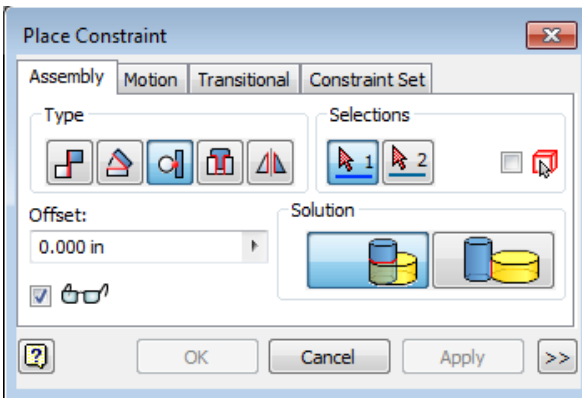 Place Constraint
Assembly Motion Transitional Constraint Set
Type Selections
1 2
Offset: Solution
0.000 in
? OK Cancel Apply >>